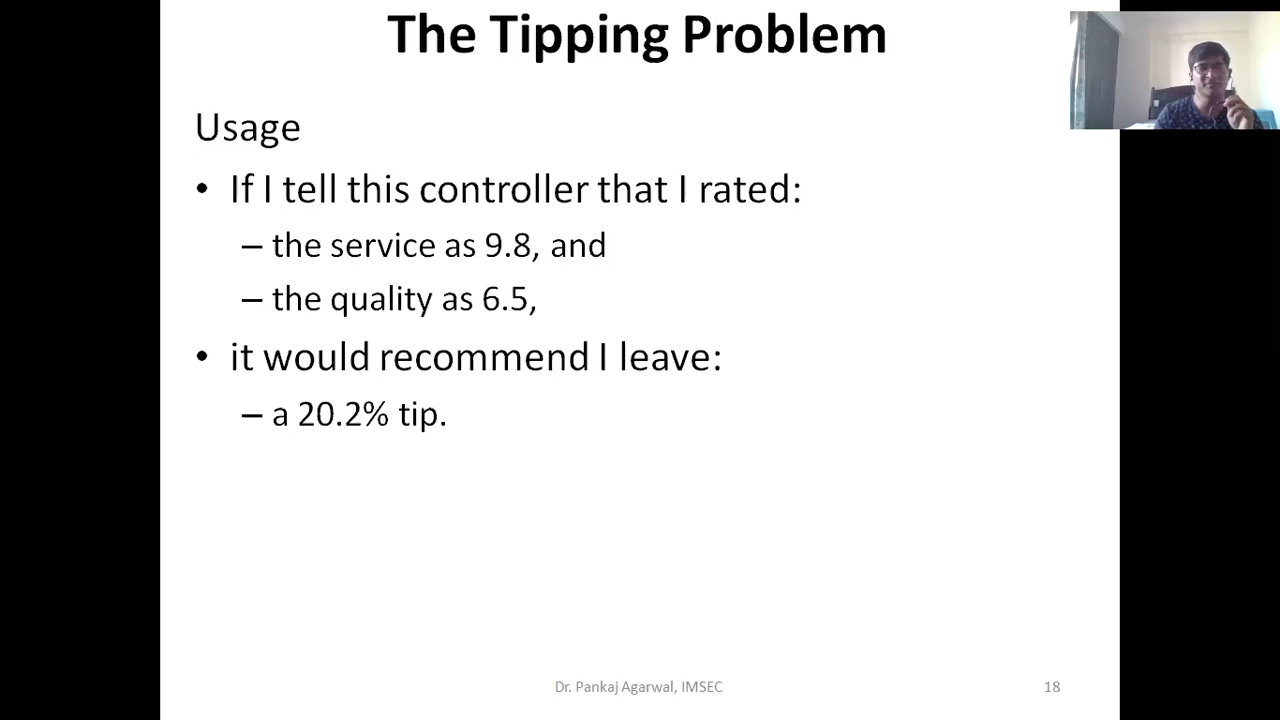 The Tipping Problem
Usage
• If I tell this controller that I rated:
– the service as 9.8, and
– the quality as 6.5,
• it would recommend I leave:
– a 20.2% tip.
Dr. Pankaj Agarwal, IMSEC
18